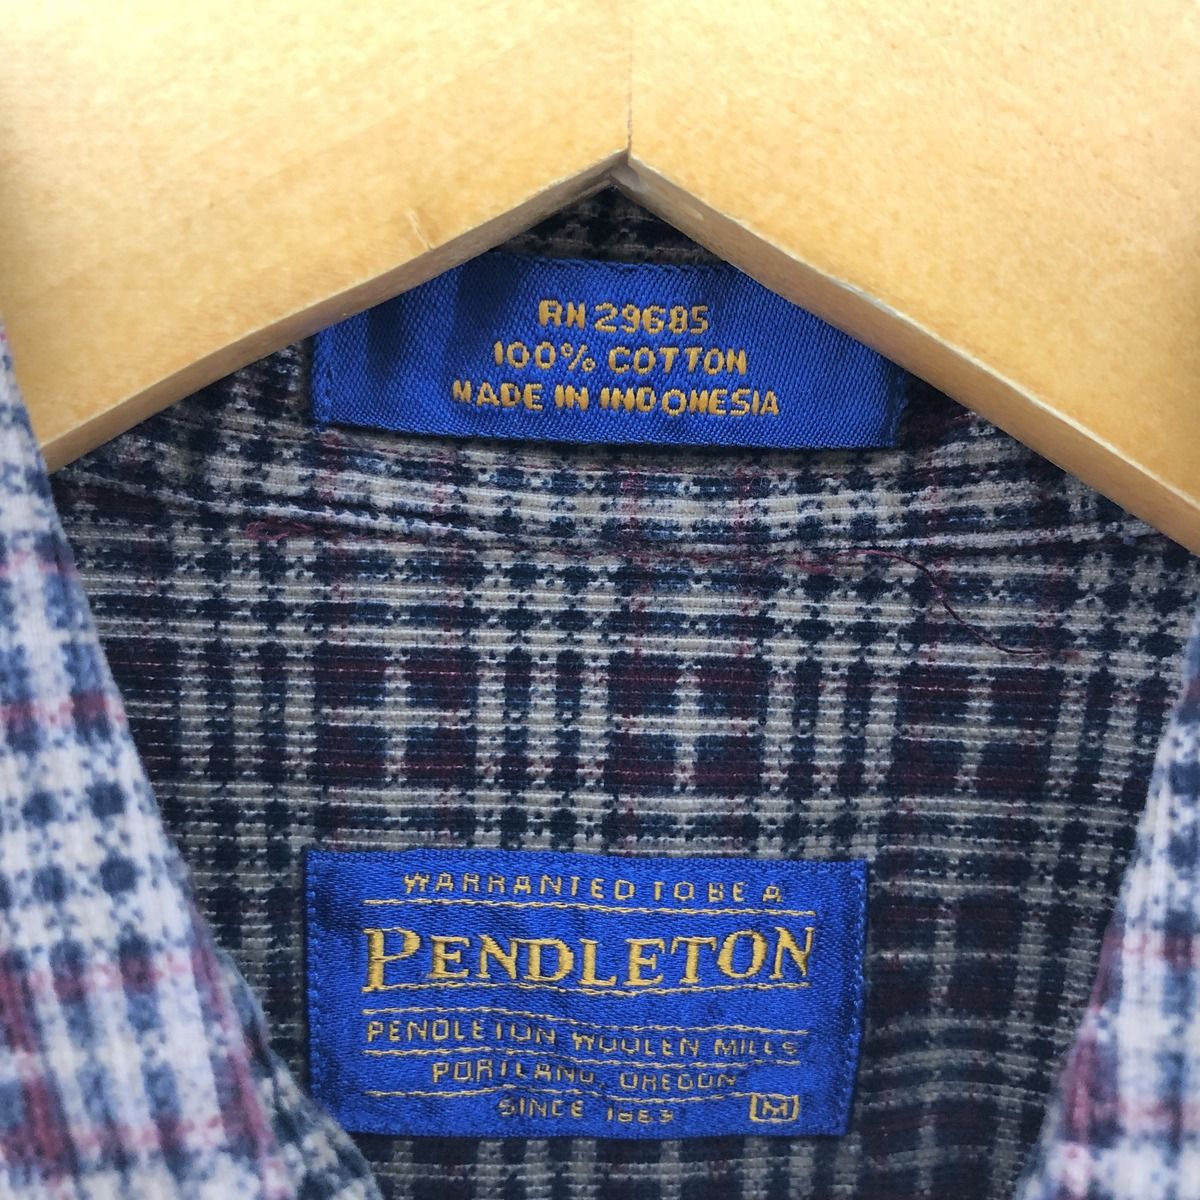 RN 29685
100% COTTON
MADE IN INDONESIA
WARRANTED TO BE A
PENDLETON
PENDLETON WOOLEN MILLS
PORTLAND, OREGON
SINCE 1863 M